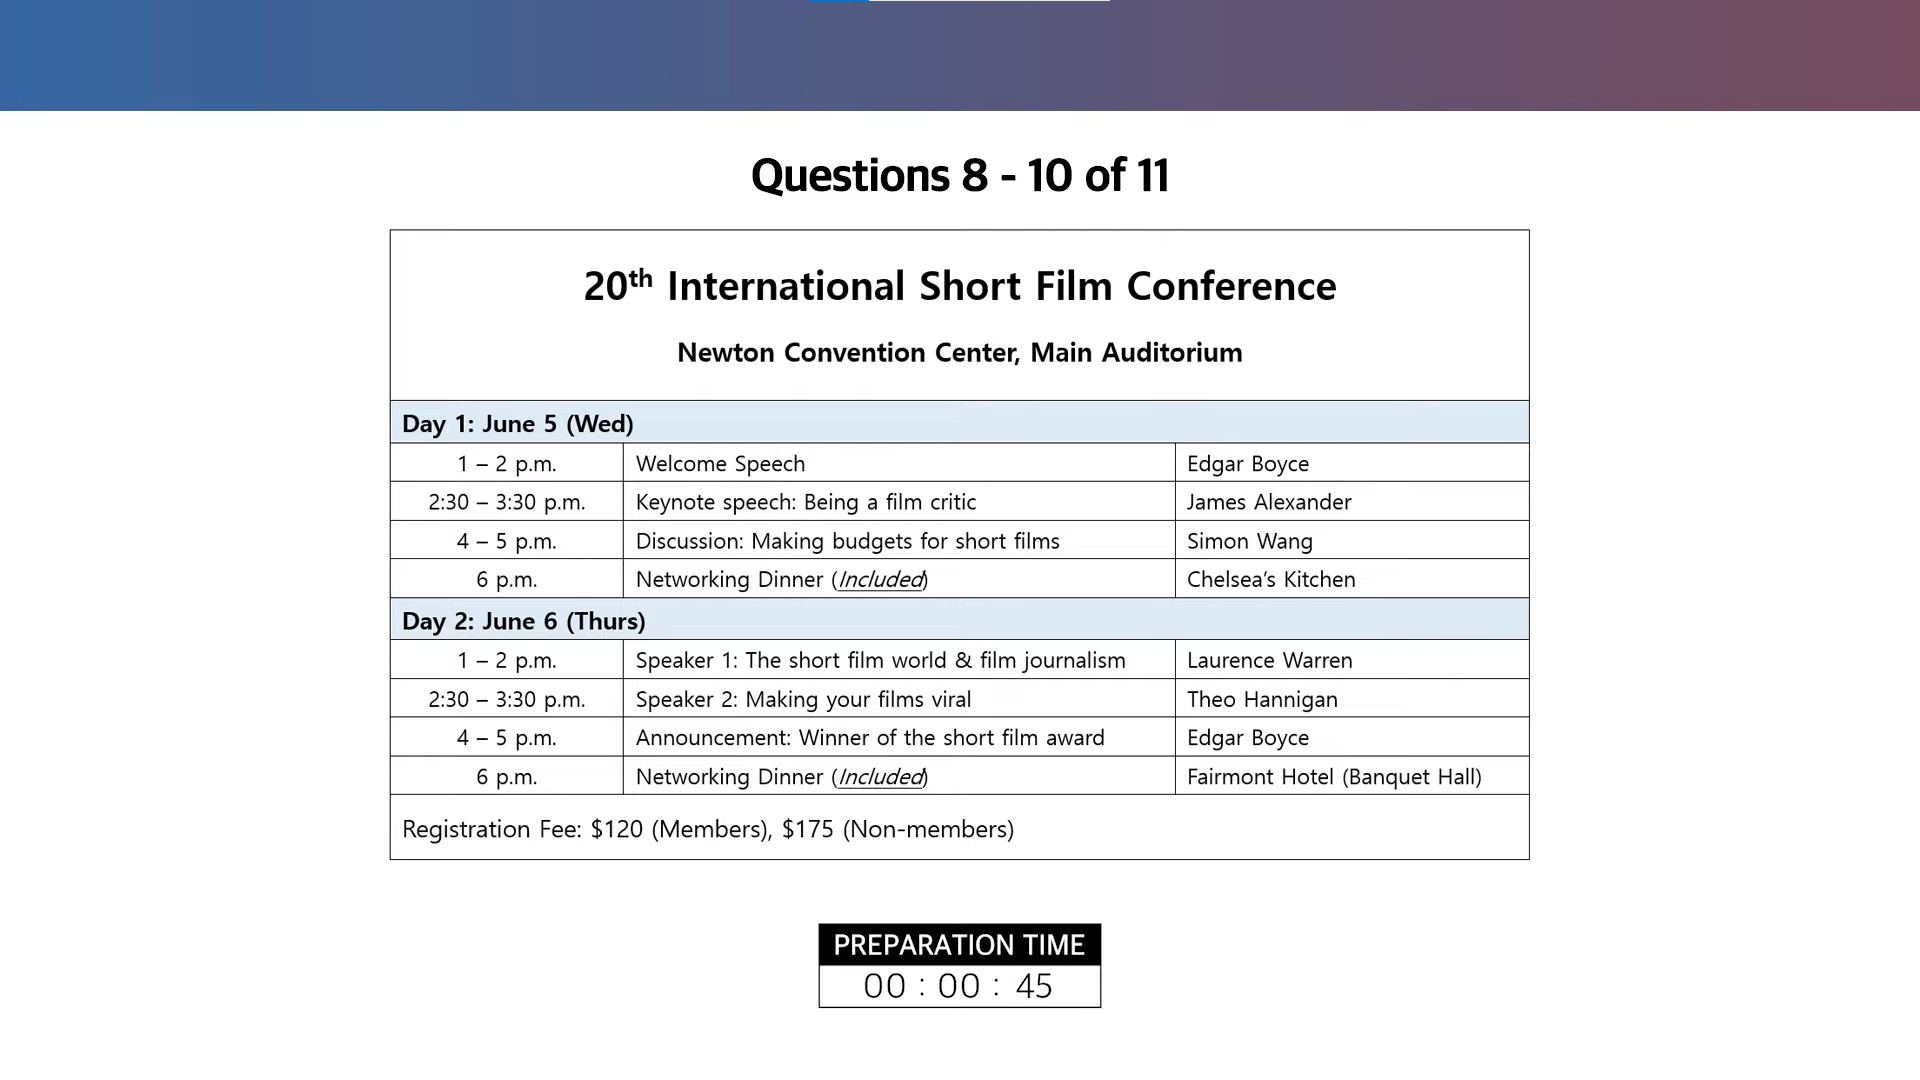 Questions 8 - 10 of 11
20th International Short Film Conference
Newton Convention Center, Main Auditorium
Day 1: June 5 (Wed)
1 – 2 p.m. Welcome Speech Edgar Boyce
2:30 – 3:30 p.m. Keynote speech: Being a film critic James Alexander
4 – 5 p.m. Discussion: Making budgets for short films Simon Wang
6 p.m. Networking Dinner (Included) Chelsea’s Kitchen
Day 2: June 6 (Thurs)
1 – 2 p.m. Speaker 1: The short film world & film journalism Laurence Warren
2:30 – 3:30 p.m. Speaker 2: Making your films viral Theo Hannigan
4 – 5 p.m. Announcement: Winner of the short film award Edgar Boyce
6 p.m. Networking Dinner (Included) Fairmont Hotel (Banquet Hall)
Registration Fee: $120 (Members), $175 (Non-members)
PREPARATION TIME
00 : 00 : 45